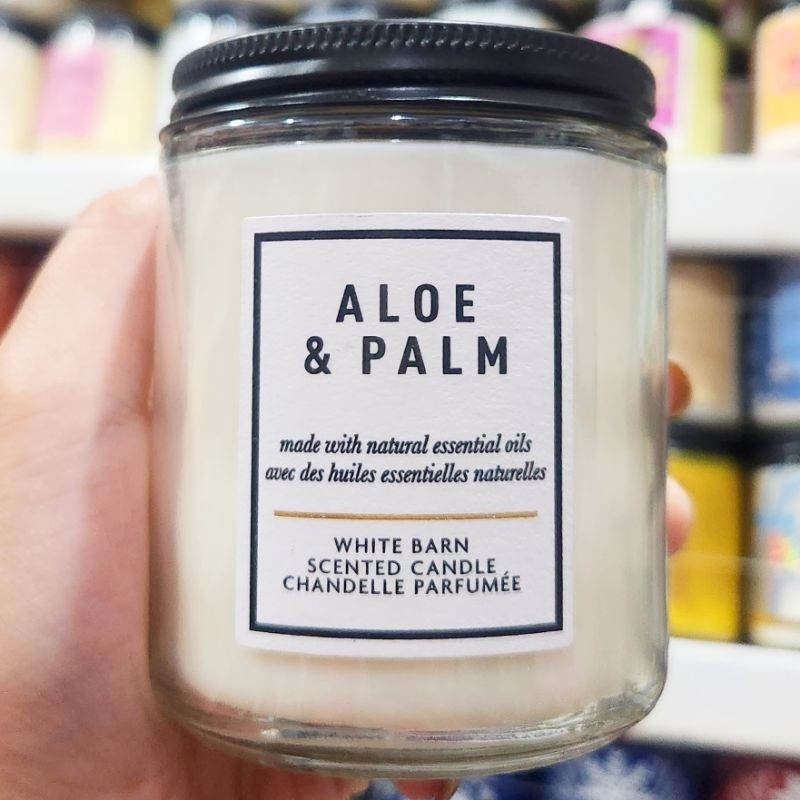 ALOE
& PALM
made with natural essential oils
avec des huiles essentielles naturelles
WHITE BARN
SCENTED CANDLE
CHANDELLE PARFUMÉE